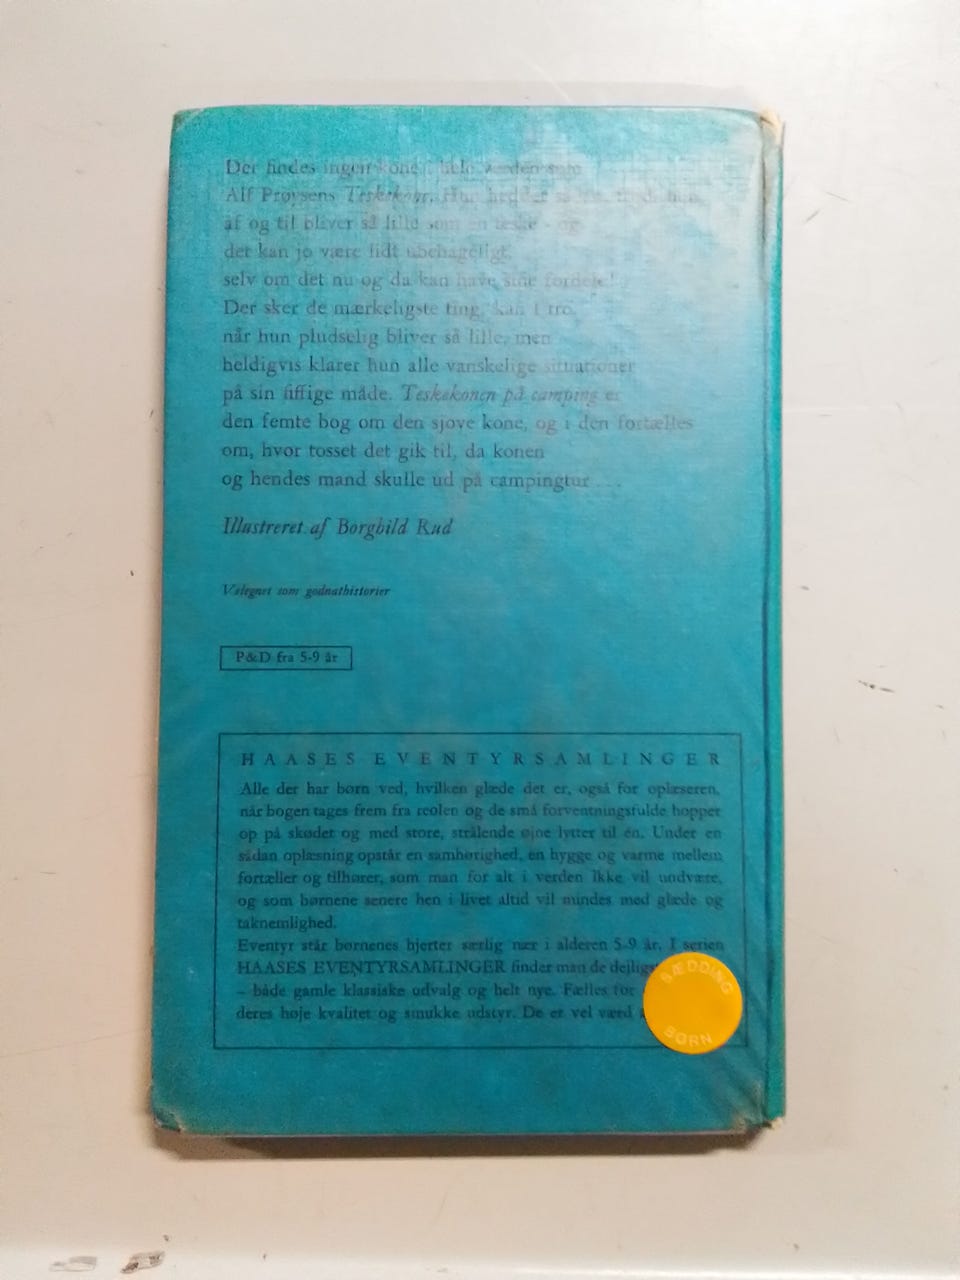 Der findes ingen kone i hele verden som
Alf Prøysens Teskekone. Hun hedder sådan, fordi hun
af og til bliver så lille som en teske - og
det kan jo være lidt ubehageligt,
selv om det nu og da kan have sine fordele!
Der sker de mærkeligste ting, kan I tro,
når hun pludselig bliver så lille, men
heldigvis klarer hun alle vanskelige situationer
på sin fiffige måde. Teskekonen på camping er
den femte bog om den sjove kone, og i den fortælles
om, hvor tosset det gik til, da konen
og hendes mand skulle ud på campingtur ...
Illustreret af Borghild Rud
Velegnet som godnathistorier
P&D fra 5-9 år
HAASES EVENTYRSAMLINGER
Alle der har børn ved, hvilken glæde det er, også for oplæseren,
når bogen tages frem fra reolen og de små forventningsfulde hopper
op på skødet og med store, strålende øjne lytter til én. Under en
sådan oplæsning opstår en samhørighed, en hygge og varme mellem
fortæller og tilhører, som man for alt i verden ikke vil undvære,
og som børnene senere hen i livet altid vil mindes med glæde og
taknemlighed.
Eventyr står børnenes hjerter særlig nær i alderen 5-9 år. I serien
HAASES EVENTYRSAMLINGER finder man de dejligst
– både gamle klassiske udvalg og helt nye. Fælles for
deres høje kvalitet og smukke udstyr. De er vel værd
SÆDDING
BØRN